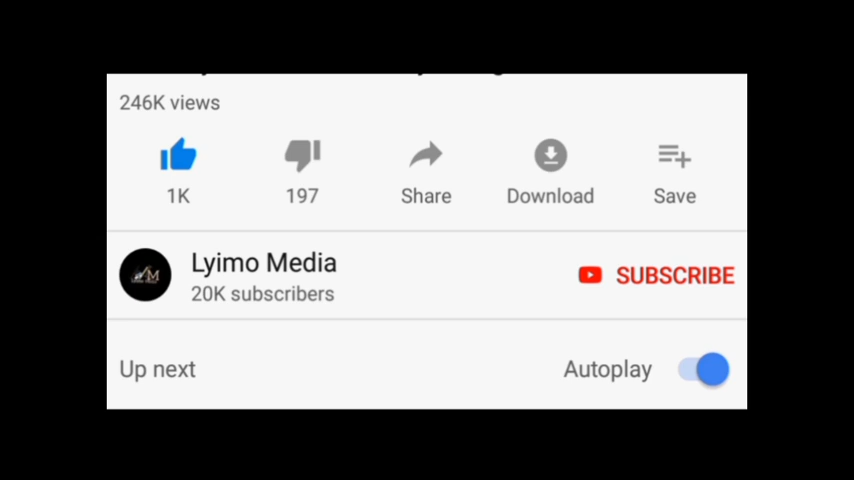 246K views
1K 197 Share Download Save
Lyimo Media
SUBSCRIBE
20K subscribers
Up next Autoplay